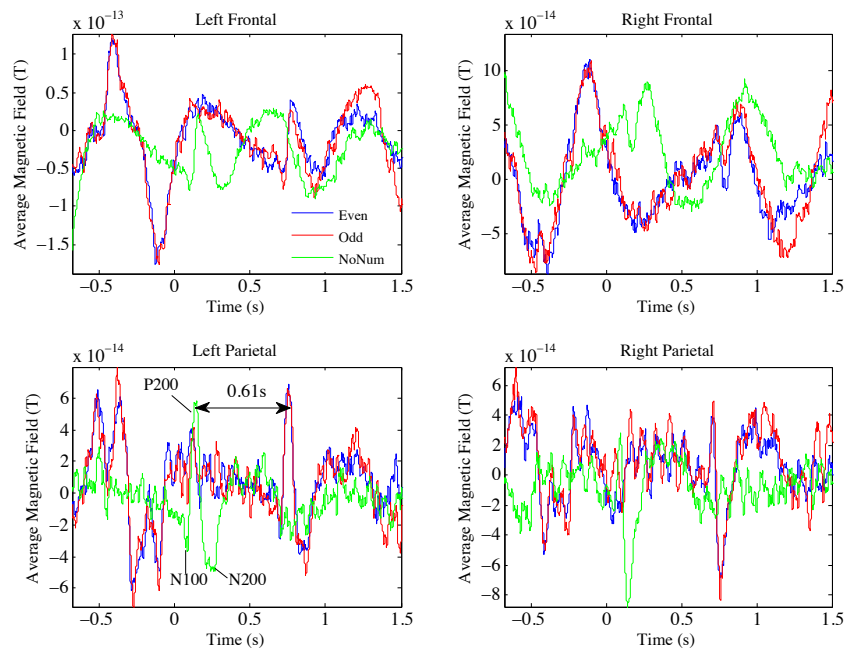 x 10⁻¹³
Left Frontal
1
0.5
0
−0.5
−1
−1.5
Average Magnetic Field (T)
Even
Odd
NoNum
−0.5 0 0.5 1 1.5
Time (s)
x 10⁻¹⁴
Right Frontal
10
5
0
−5
Average Magnetic Field (T)
−0.5 0 0.5 1 1.5
Time (s)
x 10⁻¹⁴
Left Parietal
6
4
2
0
−2
−4
−6
Average Magnetic Field (T)
P200
0.61s
N100
N200
−0.5 0 0.5 1 1.5
Time (s)
x 10⁻¹⁴
Right Parietal
6
4
2
0
−2
−4
−6
−8
Average Magnetic Field (T)
−0.5 0 0.5 1 1.5
Time (s)